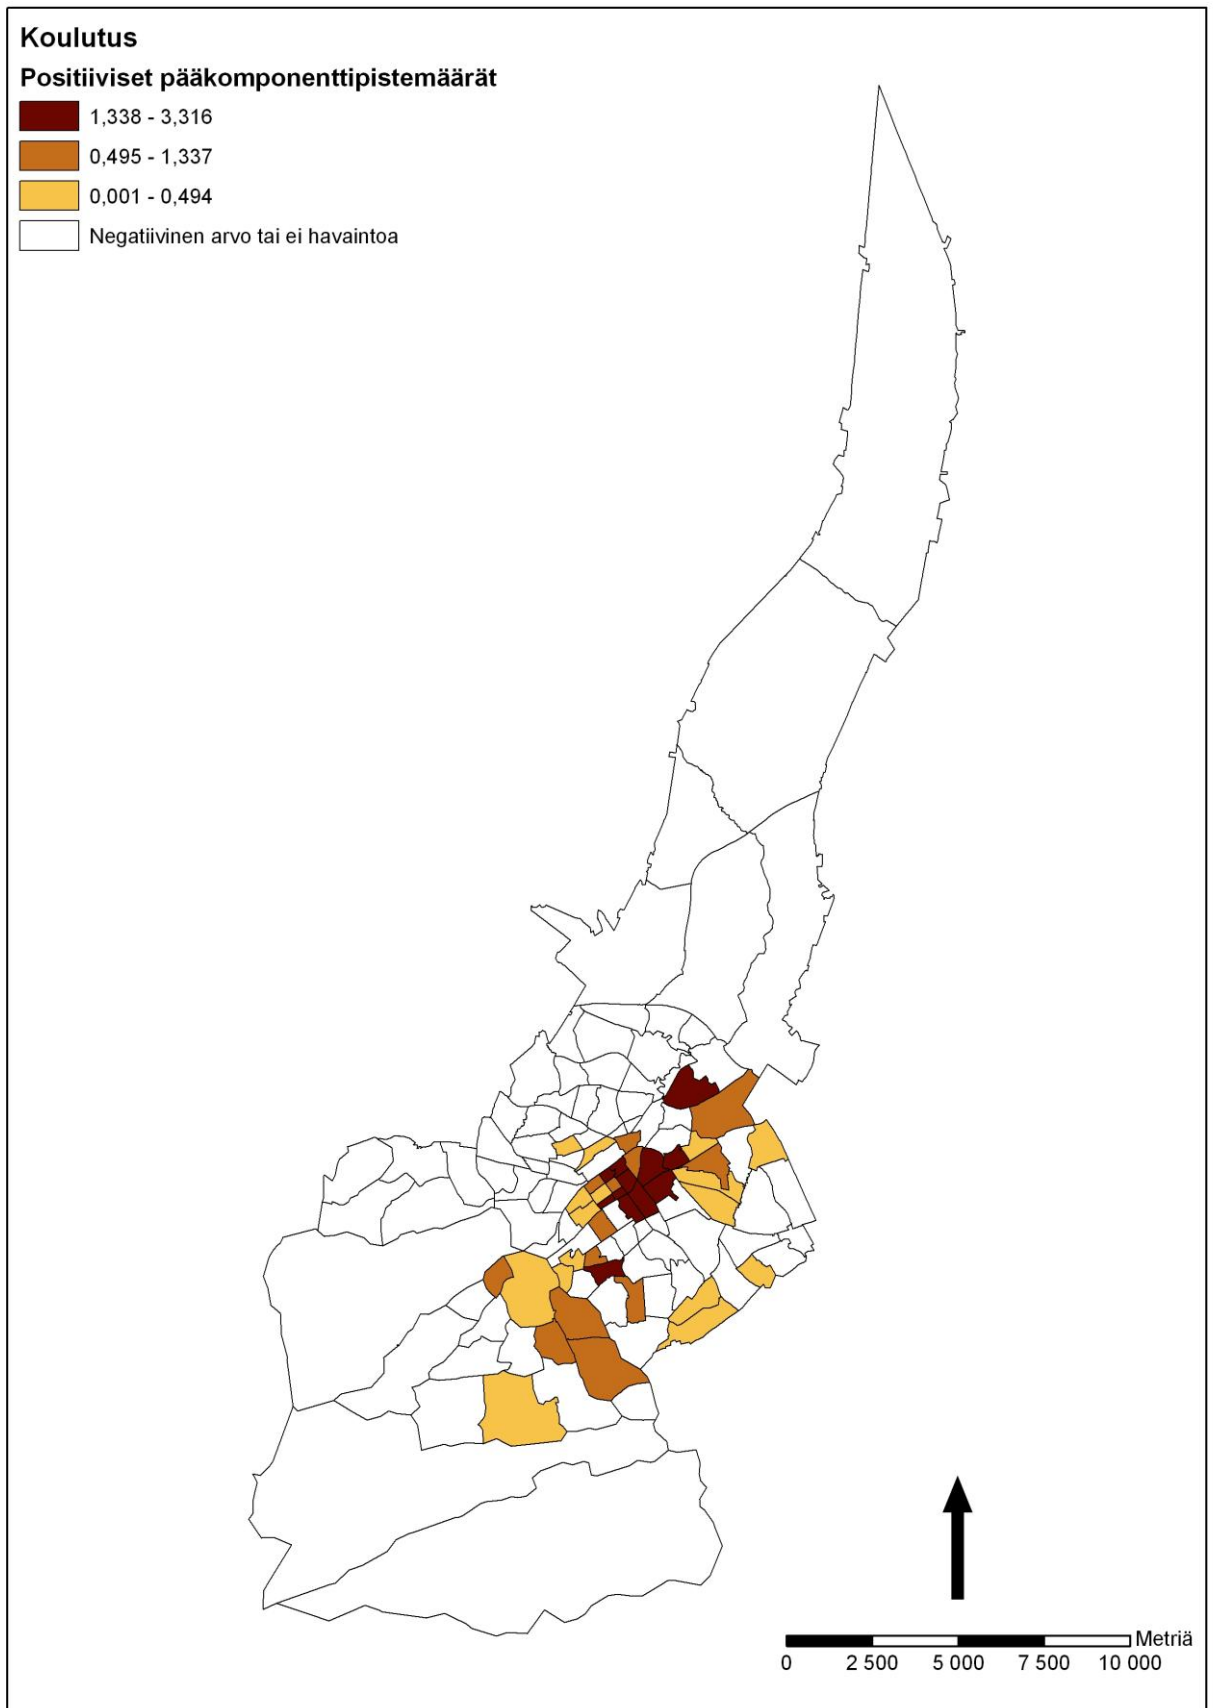 Koulutus
Positiiviset pääkomponenttipistemäärät
1,338 - 3,316
0,495 - 1,337
0,001 - 0,494
Negatiivinen arvo tai ei havaintoa
Metriä
0 2 500 5 000 7 500 10 000